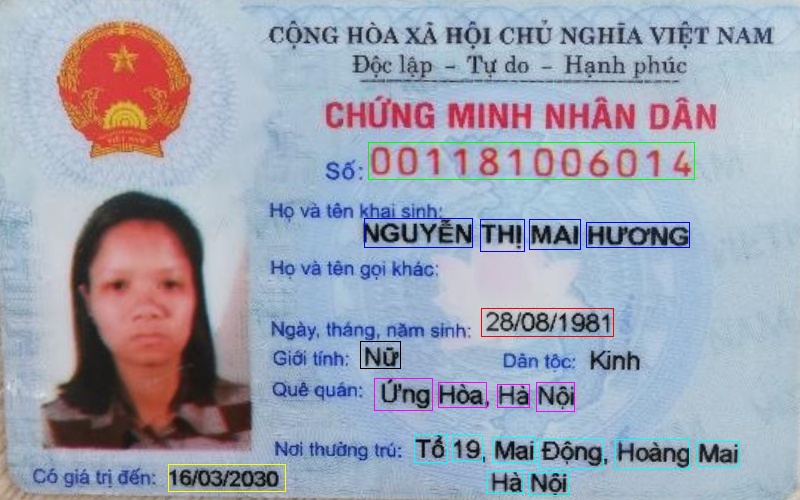 CỘNG HÒA XÃ HỘI CHỦ NGHĨA VIỆT NAM
Độc lập - Tự do - Hạnh phúc
CHỨNG MINH NHÂN DÂN
Số: 001181006014
Họ và tên khai sinh:
NGUYỄN THỊ MAI HƯƠNG
Họ và tên gọi khác:
Ngày, tháng, năm sinh: 28/08/1981
Giới tính: Nữ Dân tộc: Kinh
Quê quán: Ứng Hòa, Hà Nội
Nơi thường trú: Tổ 19, Mai Động, Hoàng Mai
Hà Nội
Có giá trị đến: 16/03/2030